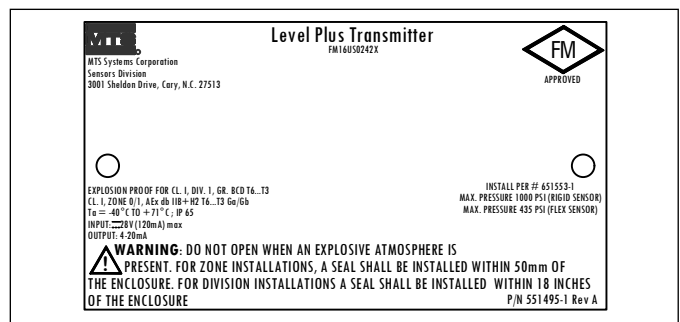 MTS
Level Plus Transmitter
FM16US0242X
FM
APPROVED
MTS Systems Corporation
Sensors Division
3001 Sheldon Drive, Cary, N.C. 27513
EXPLOSION PROOF FOR CL. I, DIV. 1, GR. BCD T6...T3
CL. I, ZONE 0/1, AEx db IIB+H2 T6...T3 Ga/Gb
Ta = -40°C TO +71°C ; IP 65
INPUT: 28V (120mA) max
OUTPUT: 4-20mA
INSTALL PER # 651553-1
MAX. PRESSURE 1000 PSI (RIGID SENSOR)
MAX. PRESSURE 435 PSI (FLEX SENSOR)
WARNING: DO NOT OPEN WHEN AN EXPLOSIVE ATMOSPHERE IS
PRESENT. FOR ZONE INSTALLATIONS, A SEAL SHALL BE INSTALLED WITHIN 50mm OF
THE ENCLOSURE. FOR DIVISION INSTALLATIONS A SEAL SHALL BE INSTALLED WITHIN 18 INCHES
OF THE ENCLOSURE
P/N 551495-1 Rev A